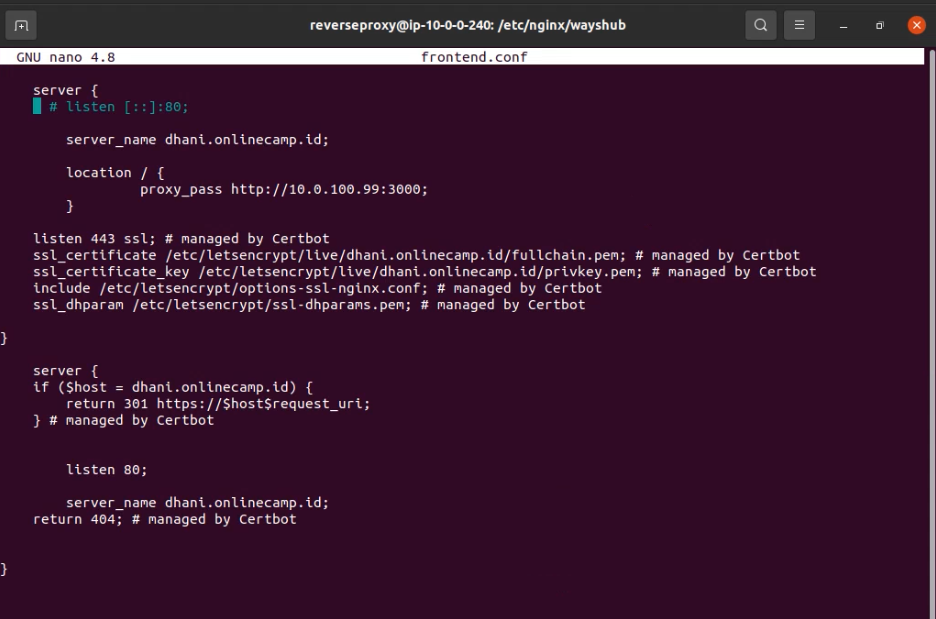 reverseproxy@ip-10-0-0-240: /etc/nginx/wayshub
GNU nano 4.8 frontend.conf
server {
# listen [::]:80;
server_name dhani.onlinecamp.id;
location / {
proxy_pass http://10.0.100.99:3000;
}
listen 443 ssl; # managed by Certbot
ssl_certificate /etc/letsencrypt/live/dhani.onlinecamp.id/fullchain.pem; # managed by Certbot
ssl_certificate_key /etc/letsencrypt/live/dhani.onlinecamp.id/privkey.pem; # managed by Certbot
include /etc/letsencrypt/options-ssl-nginx.conf; # managed by Certbot
ssl_dhparam /etc/letsencrypt/ssl-dhparams.pem; # managed by Certbot
}
server {
if ($host = dhani.onlinecamp.id) {
return 301 https://$host$request_uri;
} # managed by Certbot
listen 80;
server_name dhani.onlinecamp.id;
return 404; # managed by Certbot
}